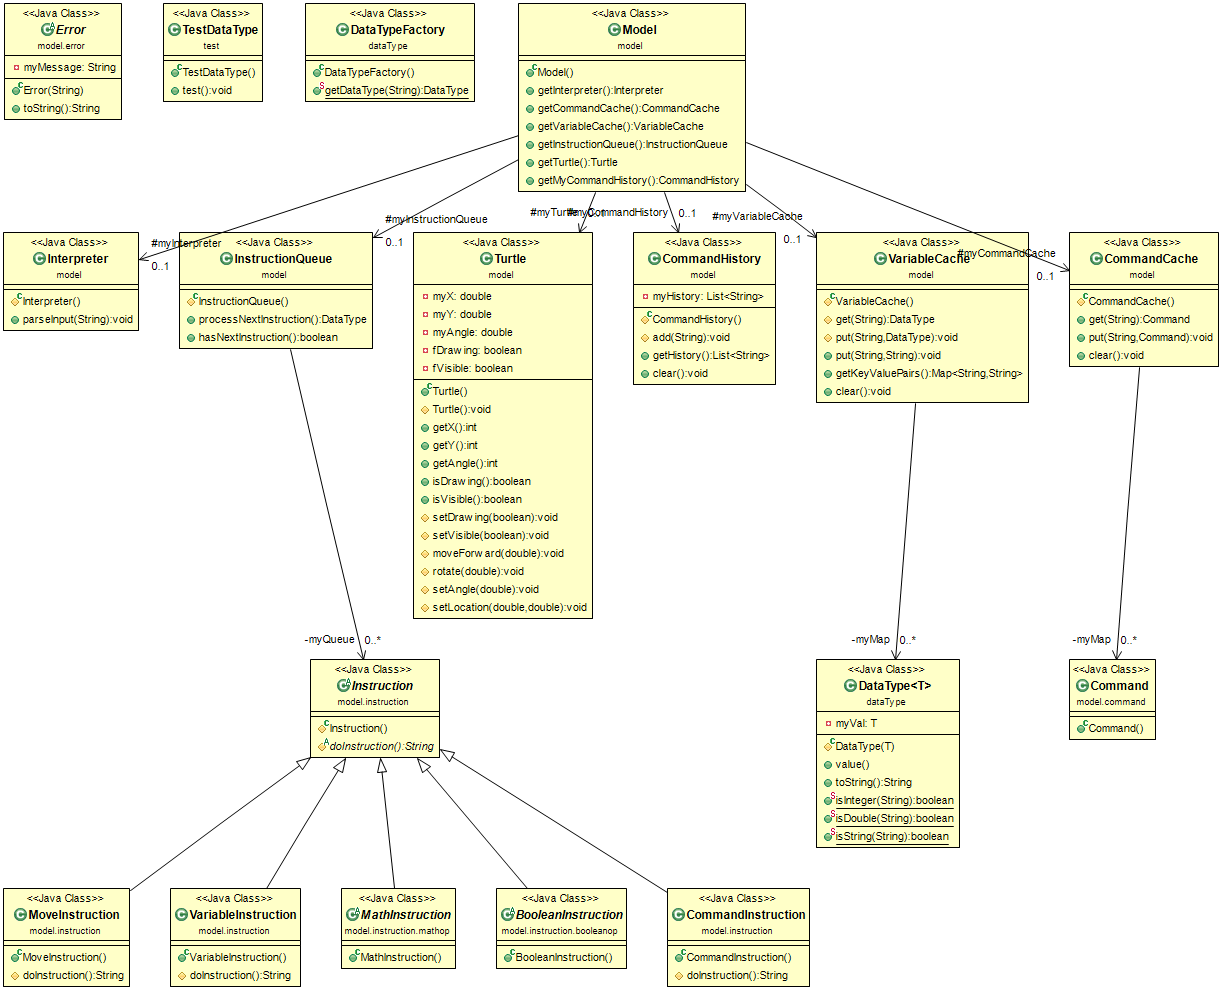 <<Java Class>>
Error
model.error
myMessage: String
Error(String)
toString():String
<<Java Class>>
TestDataType
test
TestDataType()
test():void
<<Java Class>>
DataTypeFactory
dataType
DataTypeFactory()
getDataType(String):DataType
<<Java Class>>
Model
model
Model()
getInterpreter():Interpreter
getCommandCache():CommandCache
getVariableCache():VariableCache
getInstructionQueue():InstructionQueue
getTurtle():Turtle
getMyCommandHistory():CommandHistory
#myInterpreter
0..1
#myInstructionQueue
0..1
#myTurtle
0..1
#myCommandHistory
0..1
#myVariableCache
0..1
#myCommandCache
0..1
<<Java Class>>
Interpreter
model
Interpreter()
parseInput(String):void
<<Java Class>>
InstructionQueue
model
InstructionQueue()
processNextInstruction():DataType
hasNextInstruction():boolean
<<Java Class>>
Turtle
model
myX: double
myY: double
myAngle: double
fDrawing: boolean
fVisible: boolean
Turtle()
Turtle():void
getX():int
getY():int
getAngle():int
isDrawing():boolean
isVisible():boolean
setDrawing(boolean):void
setVisible(boolean):void
moveForward(double):void
rotate(double):void
setAngle(double):void
setLocation(double,double):void
<<Java Class>>
CommandHistory
model
myHistory: List<String>
CommandHistory()
add(String):void
getHistory():List<String>
clear():void
<<Java Class>>
VariableCache
model
VariableCache()
get(String):DataType
put(String,DataType):void
put(String,String):void
getKeyValuePairs():Map<String,String>
clear():void
<<Java Class>>
CommandCache
model
CommandCache()
get(String):Command
put(String,Command):void
clear():void
-myQueue 0..*
-myMap 0..*
-myMap 0..*
<<Java Class>>
Instruction
model.instruction
Instruction()
doInstruction():String
<<Java Class>>
DataType<T>
dataType
myVal: T
DataType(T)
value()
toString():String
isInteger(String):boolean
isDouble(String):boolean
isString(String):boolean
<<Java Class>>
Command
model.command
Command()
<<Java Class>>
MoveInstruction
model.instruction
MoveInstruction()
doInstruction():String
<<Java Class>>
VariableInstruction
model.instruction
VariableInstruction()
doInstruction():String
<<Java Class>>
MathInstruction
model.instruction.mathop
MathInstruction()
<<Java Class>>
BooleanInstruction
model.instruction.booleanop
BooleanInstruction()
<<Java Class>>
CommandInstruction
model.instruction
CommandInstruction()
doInstruction():String